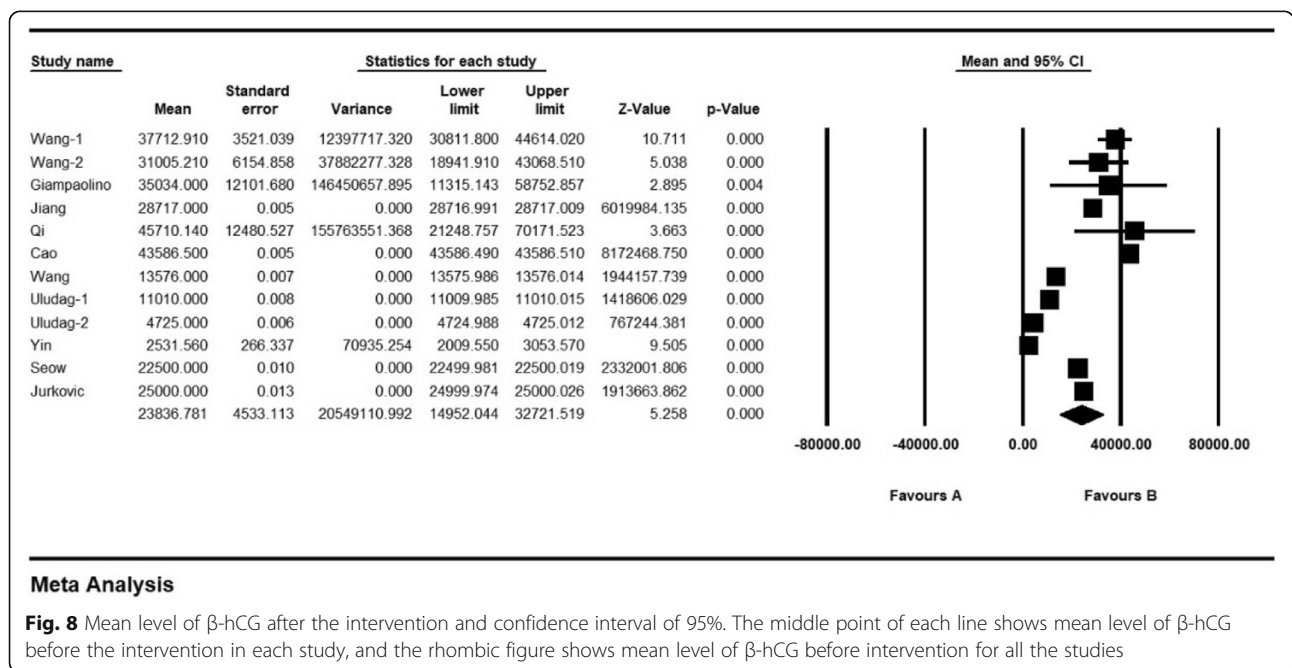 Study name Statistics for each study Mean and 95% CI
Mean Standard error Variance Lower limit Upper limit Z-Value p-Value
Wang-1 37712.910 3521.039 12397717.320 30811.800 44614.020 10.711 0.000
Wang-2 31005.210 6154.858 37882277.328 18941.910 43068.510 5.038 0.000
Giampaolino 35034.000 12101.680 146450657.895 11315.143 58752.857 2.895 0.004
Jiang 28717.000 0.005 0.000 28716.991 28717.009 6019984.135 0.000
Qi 45710.140 12480.527 155763551.368 21248.757 70171.523 3.663 0.000
Cao 43586.500 0.005 0.000 43586.490 43586.510 8172468.750 0.000
Wang 13576.000 0.007 0.000 13575.986 13576.014 1944157.739 0.000
Uludag-1 11010.000 0.008 0.000 11009.985 11010.015 1418606.029 0.000
Uludag-2 4725.000 0.006 0.000 4724.988 4725.012 767244.381 0.000
Yin 2531.560 266.337 70935.254 2009.550 3053.570 9.505 0.000
Seow 22500.000 0.010 0.000 22499.981 22500.019 2332001.806 0.000
Jurkovic 25000.000 0.013 0.000 24999.974 25000.026 1913663.862 0.000
23836.781 4533.113 20549110.992 14952.044 32721.519 5.258 0.000
-80000.00 -40000.00 0.00 40000.00 80000.00
Favours A Favours B
Meta Analysis
Fig. 8 Mean level of β-hCG after the intervention and confidence interval of 95%. The middle point of each line shows mean level of β-hCG
before the intervention in each study, and the rhombic figure shows mean level of β-hCG before intervention for all the studies